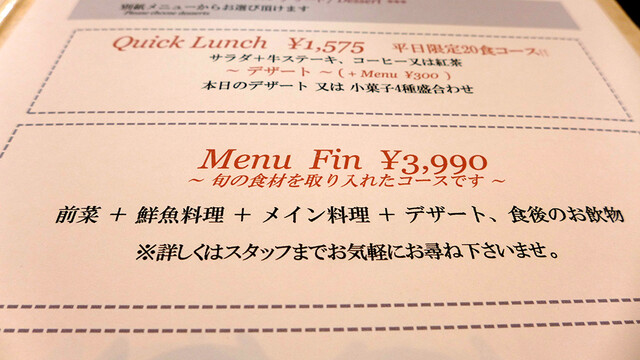 別紙メニューからお選び頂けます
Please choose desserts
Quick Lunch ¥1,575 平日限定20食コース!!
サラダ+牛ステーキ、コーヒー又は紅茶
~ デザート ~ ( + Menu ¥300 )
本日のデザート 又は 小菓子4種盛合わせ
Menu Fin ¥3,990
~ 旬の食材を取り入れたコースです ~
前菜 + 鮮魚料理 + メイン料理 + デザート、食後のお飲物
※詳しくはスタッフまでお気軽にお尋ね下さいませ。